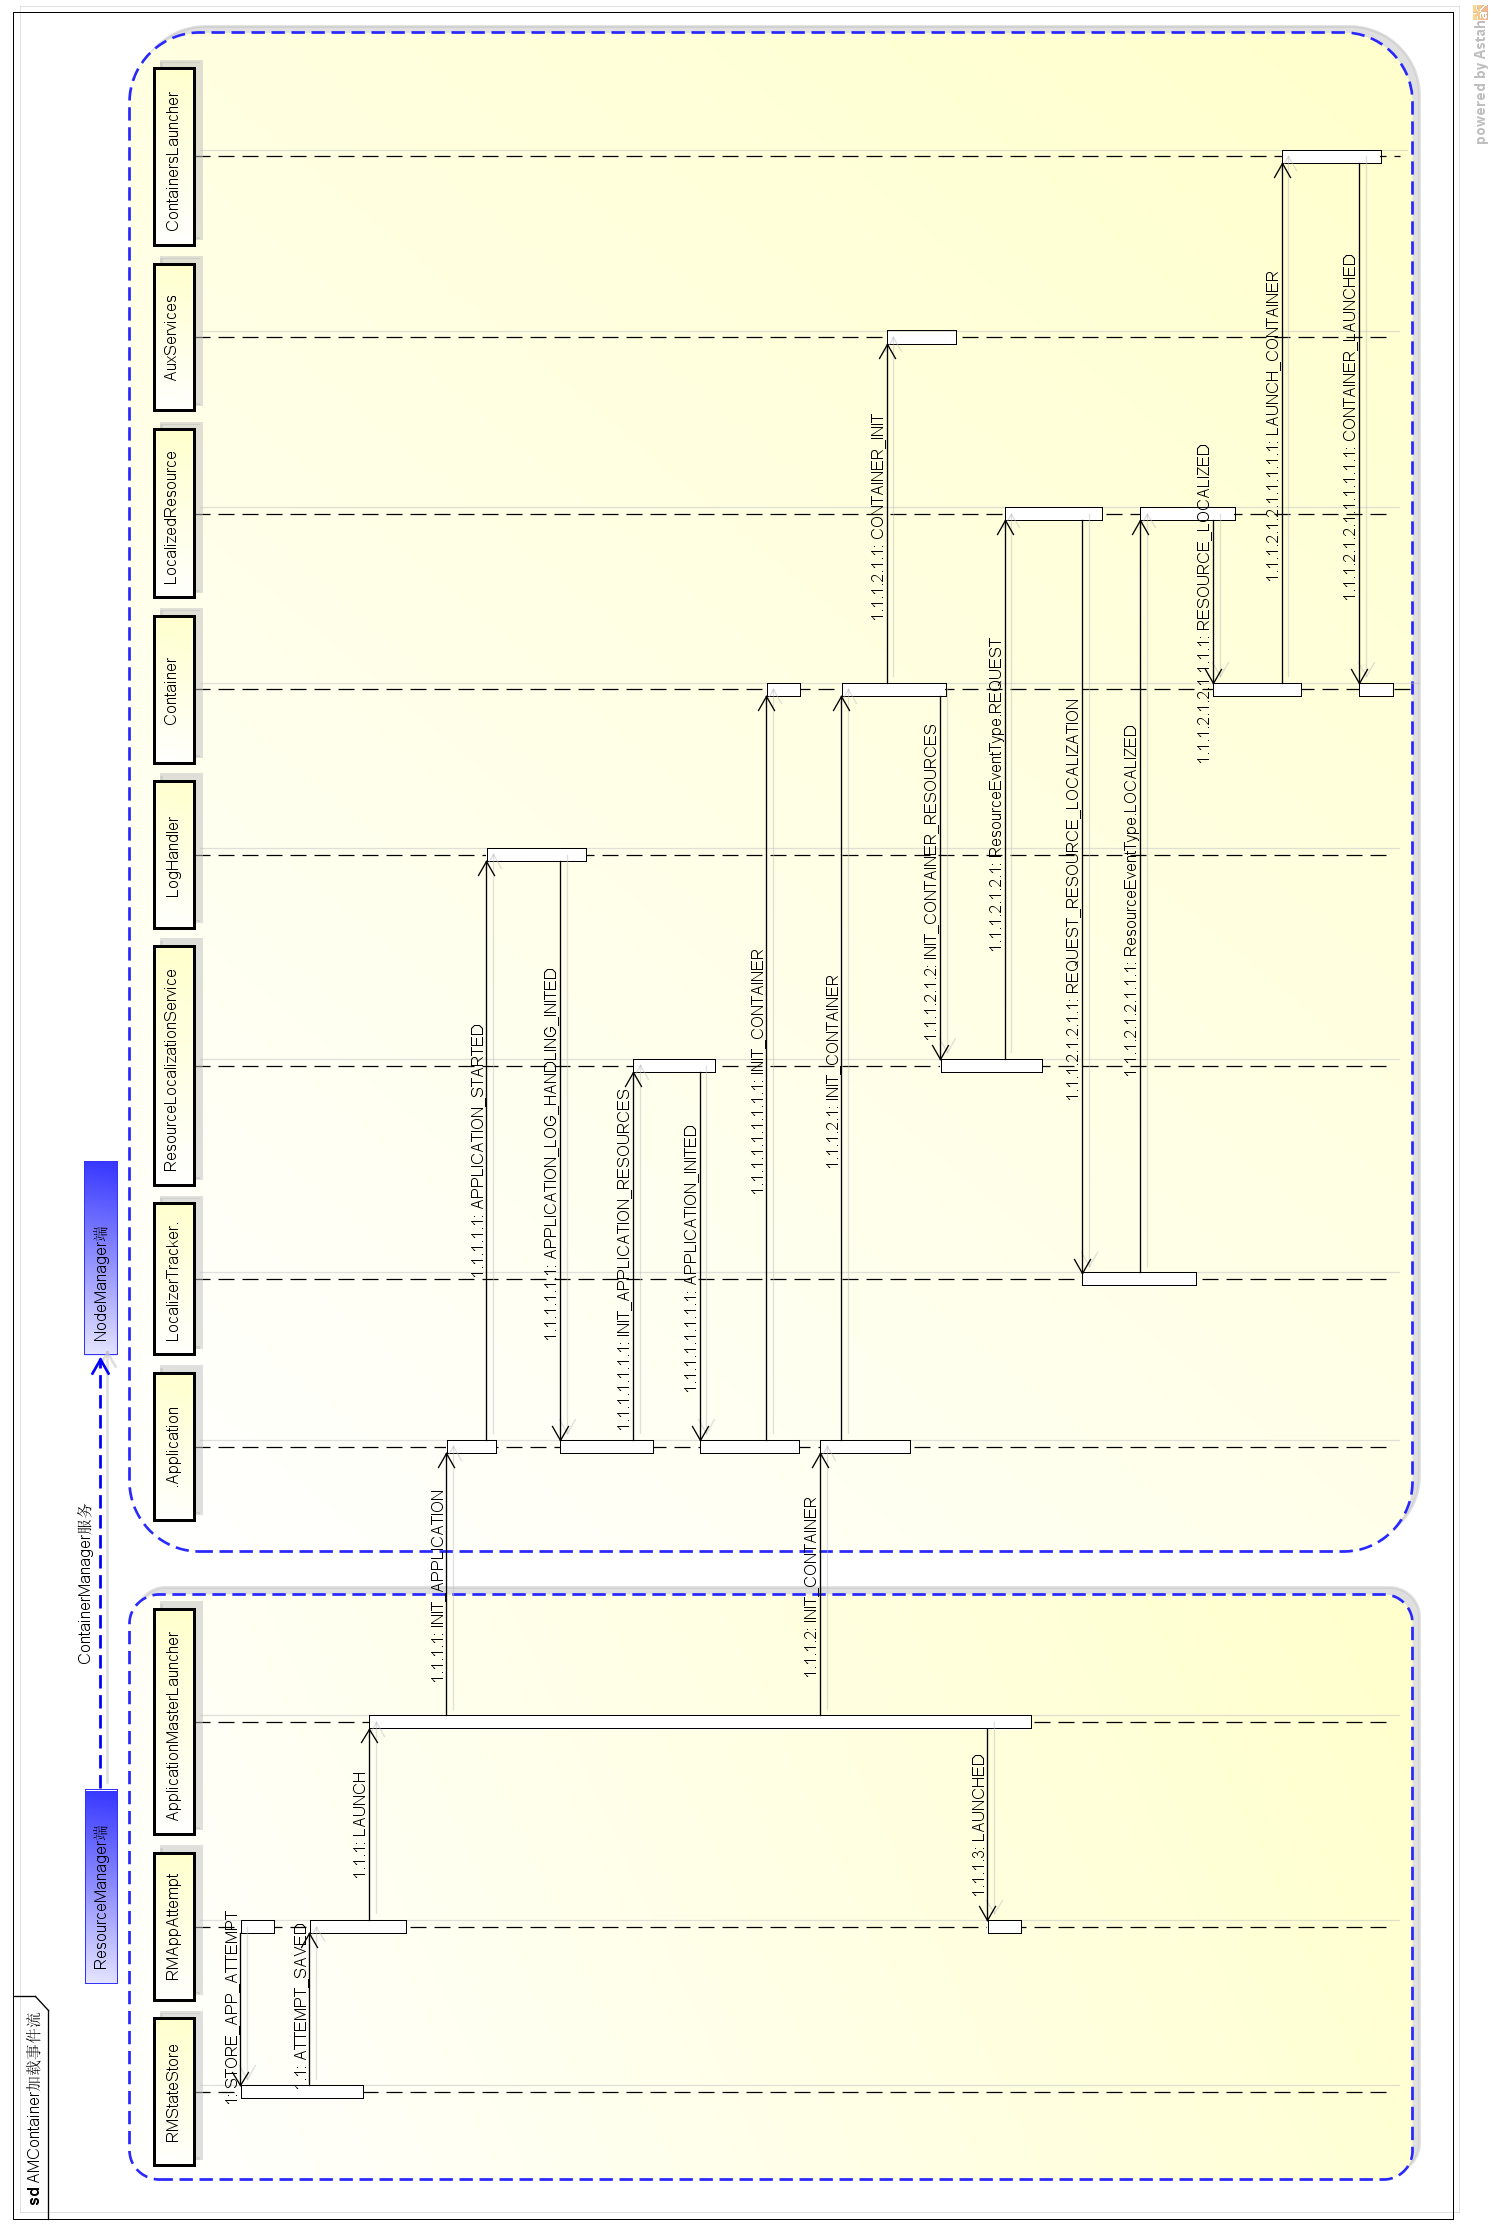 sd AMContainer加载事件流
ResourceManager端
ContainerManager服务
NodeManager端
RMStateStore
RMAppAttempt
ApplicationMasterLauncher
.Application
LocalizerTracker.
ResourceLocalizationService
LogHandler
Container
LocalizedResource
AuxServices
ContainersLauncher
1: STORE_APP_ATTEMPT
1.1: ATTEMPT_SAVED
1.1.1: LAUNCH
1.1.1.1: INIT_APPLICATION
1.1.1.1.1: APPLICATION_STARTED
1.1.1.1.1.1: APPLICATION_LOG_HANDLING_INITED
1.1.1.1.1.1.1: INIT_APPLICATION_RESOURCES
1.1.1.1.1.1.1.1: APPLICATION_INITED
1.1.1.1.1.1.1.1.1: INIT_CONTAINER
1.1.1.2: INIT_CONTAINER
1.1.1.2.1: INIT_CONTAINER
1.1.1.2.1.1: CONTAINER_INIT
1.1.1.2.1.2: INIT_CONTAINER_RESOURCES
1.1.1.3: LAUNCHED
1.1.1.2.1.2.1: ResourceEventType.REQUEST
1.1.1.2.1.2.1.1: REQUEST_RESOURCE_LOCALIZATION
1.1.1.2.1.2.1.1.1: ResourceEventType.LOCALIZED
1.1.1.2.1.2.1.1.1.1: RESOURCE_LOCALIZED
1.1.1.2.1.2.1.1.1.1.1: LAUNCH_CONTAINER
1.1.1.2.1.2.1.1.1.1.1.1: CONTAINER_LAUNCHED
powered by Astah